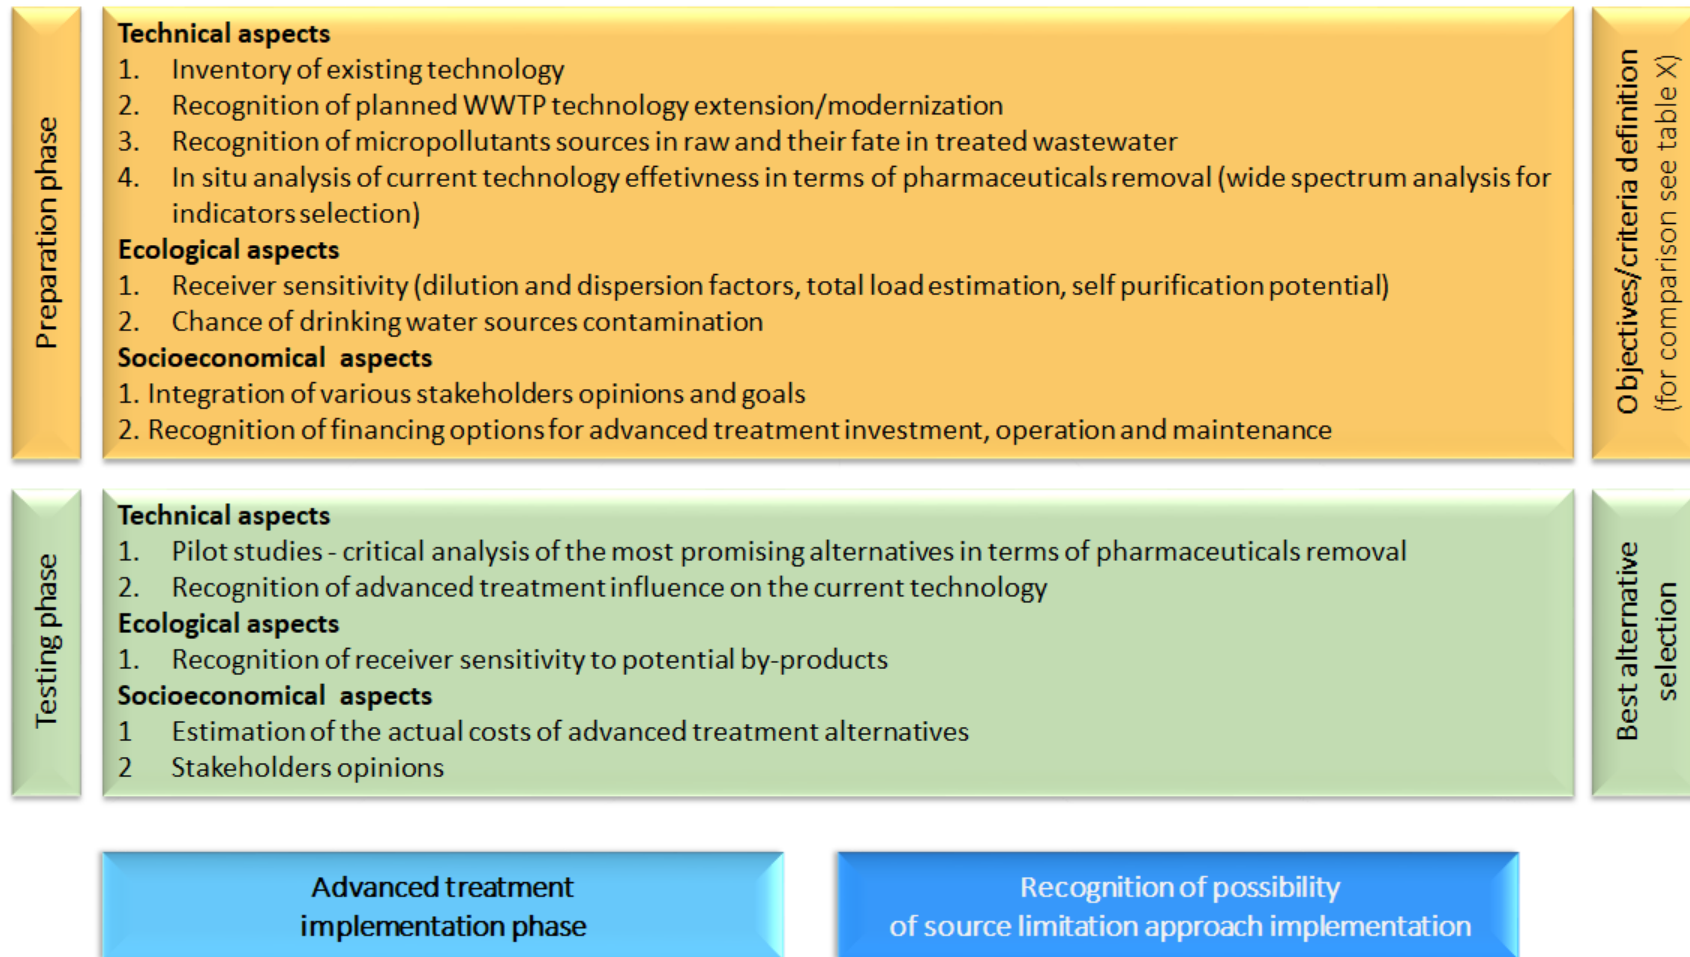 Preparation phase
Technical aspects
1. Inventory of existing technology
2. Recognition of planned WWTP technology extension/modernization
3. Recognition of micropollutants sources in raw and their fate in treated wastewater
4. In situ analysis of current technology effetivness in terms of pharmaceuticals removal (wide spectrum analysis for
indicators selection)
Ecological aspects
1. Receiver sensitivity (dilution and dispersion factors, total load estimation, self purification potential)
2. Chance of drinking water sources contamination
Socioeconomical aspects
1. Integration of various stakeholders opinions and goals
2. Recognition of financing options for advanced treatment investment, operation and maintenance
Objectives/criteria definition
(for comparison see table X)
Testing phase
Technical aspects
1. Pilot studies - critical analysis of the most promising alternatives in terms of pharmaceuticals removal
2. Recognition of advanced treatment influence on the current technology
Ecological aspects
1. Recognition of receiver sensitivity to potential by-products
Socioeconomical aspects
1 Estimation of the actual costs of advanced treatment alternatives
2 Stakeholders opinions
Best alternative
selection
Advanced treatment
implementation phase
Recognition of possibility
of source limitation approach implementation